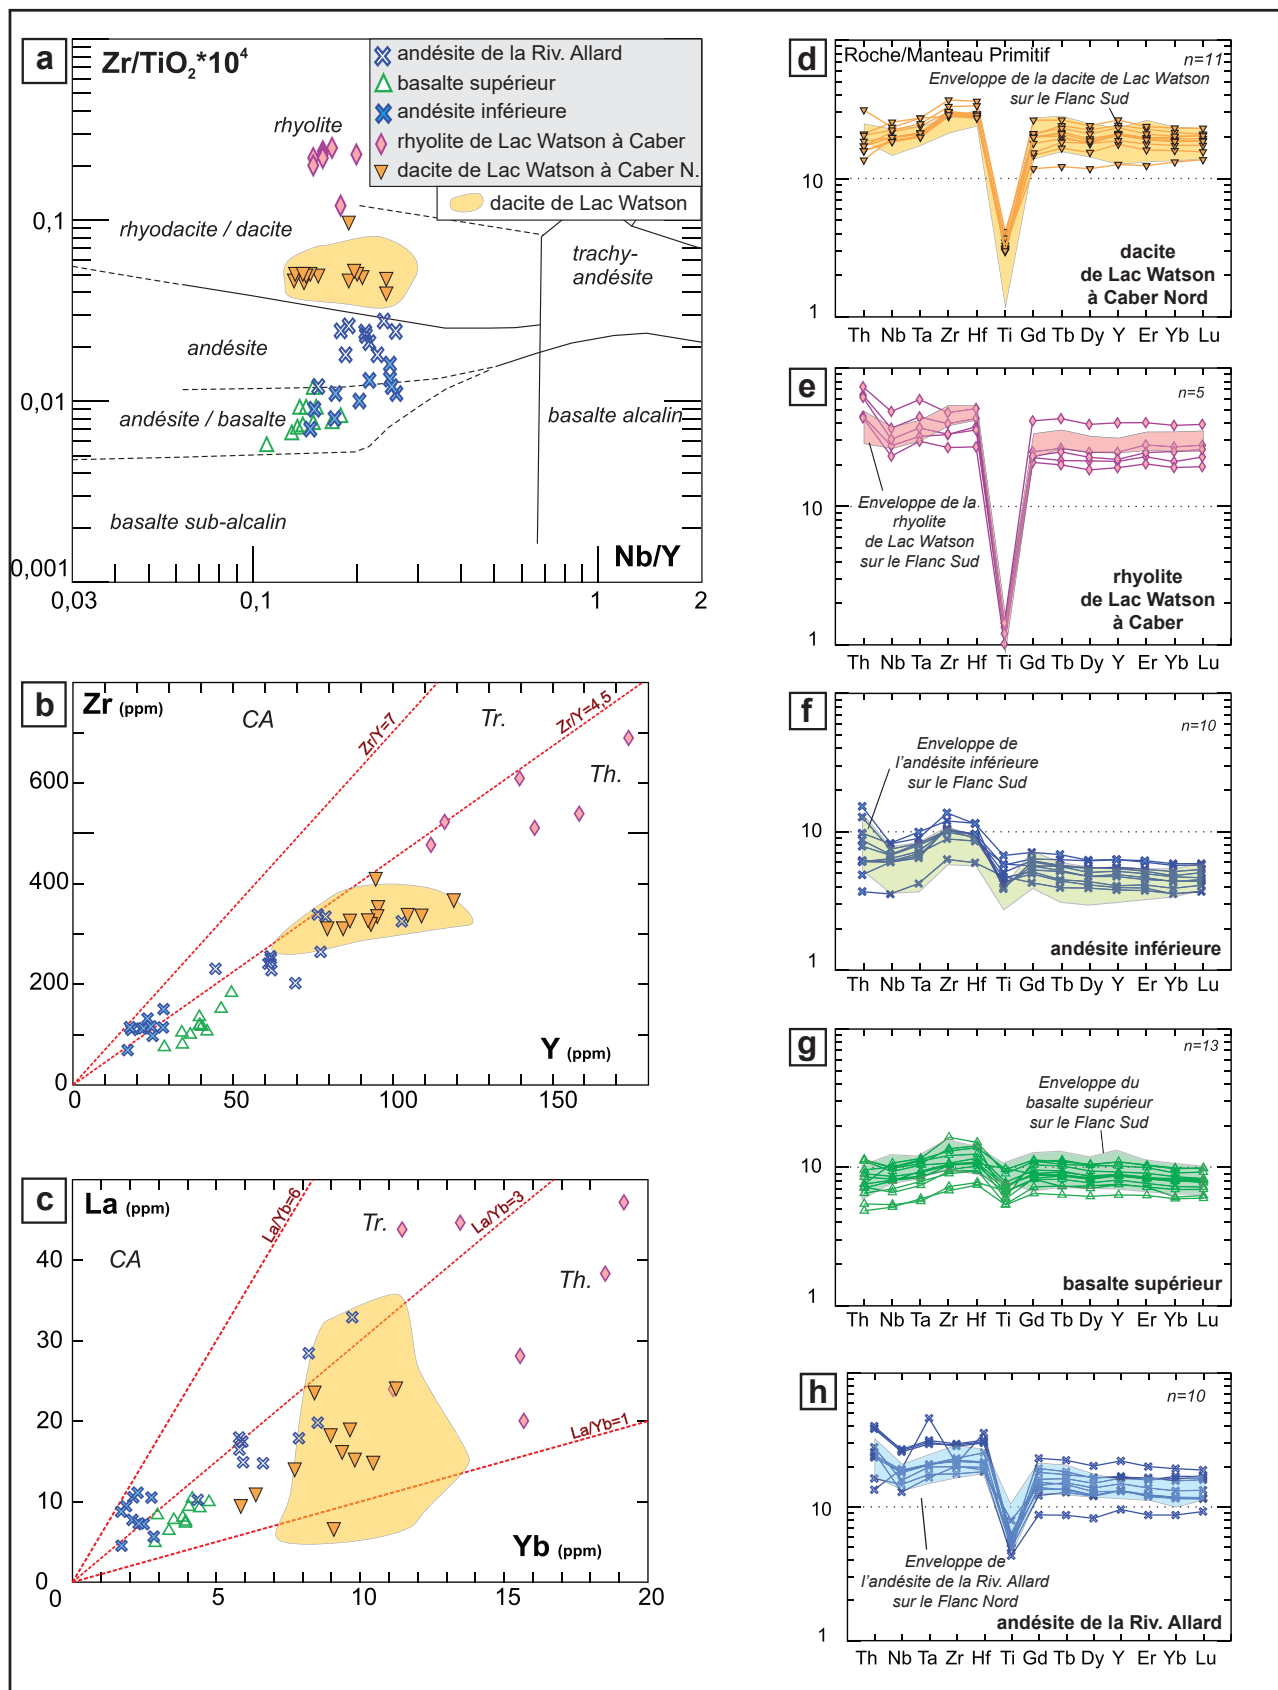 a
Zr/TiO2*10⁴
andésite de la Riv. Allard
basalte supérieur
andésite inférieure
rhyolite de Lac Watson à Caber
dacite de Lac Watson à Caber N.
dacite de Lac Watson
rhyolite
rhyodacite / dacite
trachy-
andésite
andésite
andésite / basalte
basalte alcalin
basalte sub-alcalin
0,1
0,01
0,001
Nb/Y
0,03
0,1
1
2
b
Zr (ppm)
CA
Tr.
Th.
Zr/Y=7
Zr/Y=4,5
600
400
200
0
Y (ppm)
0
50
100
150
c
La (ppm)
La/Yb=6
La/Yb=3
La/Yb=1
CA
Tr.
Th.
40
30
20
10
0
Yb (ppm)
0
5
10
15
20
d
Roche/Manteau Primitif
n=11
Enveloppe de la dacite de Lac Watson
sur le Flanc Sud
10
dacite
de Lac Watson
à Caber Nord
1
Th Nb Ta Zr Hf Ti Gd Tb Dy Y Er Yb Lu
e
n=5
10
Enveloppe de la
rhyolite
de Lac Watson
sur le Flanc Sud
rhyolite
de Lac Watson
à Caber
1
Th Nb Ta Zr Hf Ti Gd Tb Dy Y Er Yb Lu
f
n=10
Enveloppe de
l'andésite inférieure
sur le Flanc Sud
10
andésite inférieure
1
Th Nb Ta Zr Hf Ti Gd Tb Dy Y Er Yb Lu
g
n=13
Enveloppe du
basalte supérieur
sur le Flanc Sud
10
basalte supérieur
1
Th Nb Ta Zr Hf Ti Gd Tb Dy Y Er Yb Lu
h
n=10
10
Enveloppe de
l'andésite de la Riv. Allard
sur le Flanc Nord
andésite de la Riv. Allard
1
Th Nb Ta Zr Hf Ti Gd Tb Dy Y Er Yb Lu